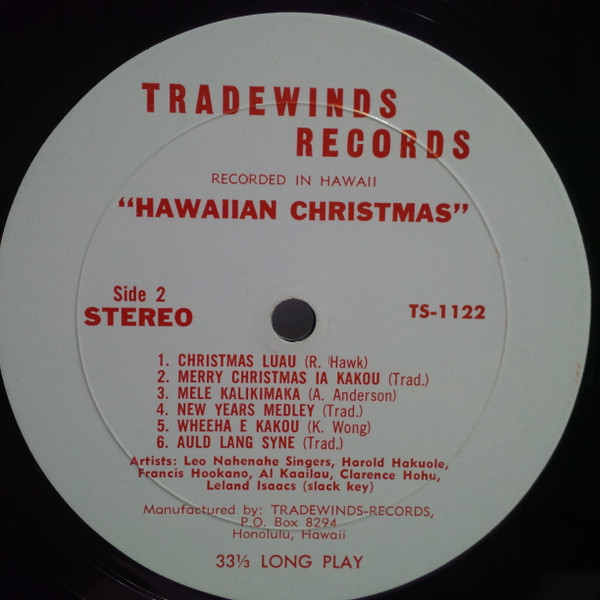 TRADEWINDS
RECORDS
RECORDED IN HAWAII
"HAWAIIAN CHRISTMAS"
Side 2
STEREO
TS-1122
1. CHRISTMAS LUAU (R. Hawk)
2. MERRY CHRISTMAS IA KAKOU (Trad.)
3. MELE KALIKIMAKA (A. Anderson)
4. NEW YEARS MEDLEY (Trad.)
5. WHEEHA E KAKOU (K. Wong)
6. AULD LANG SYNE (Trad.)
Artists: Leo Nahenahe Singers, Harold Hakuole,
Francis Hookano, Al Kaailau, Clarence Hohu,
Leland Isaacs (slack key)
Manufactured by: TRADEWINDS-RECORDS,
P.O. Box 8294
Honolulu, Hawaii
33⅓ LONG PLAY